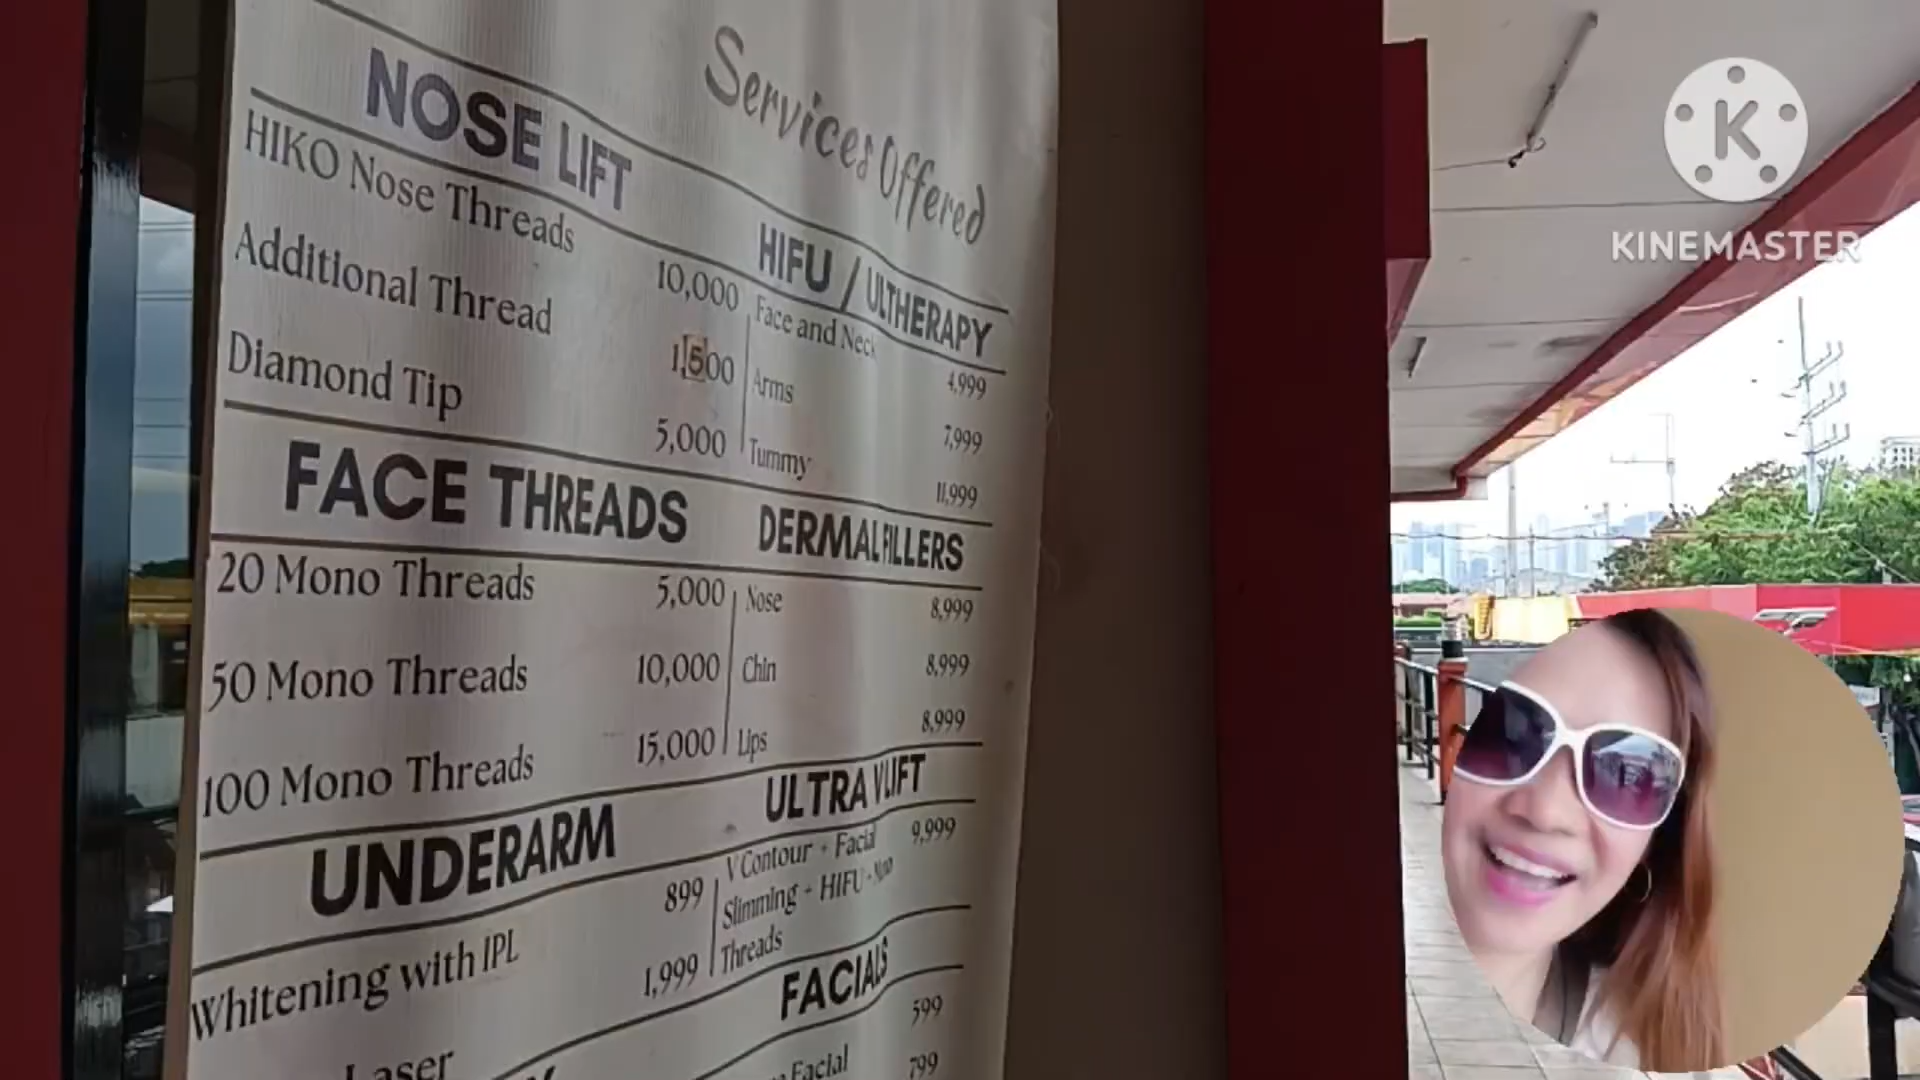 Services Offered
NOSE LIFT
HIKO Nose Threads 10,000
Additional Thread 1,500
Diamond Tip 5,000
HIFU / ULTHERAPY
Face and Neck 4,999
Arms 7,999
Tummy 11,999
FACE THREADS
20 Mono Threads 5,000
50 Mono Threads 10,000
100 Mono Threads 15,000
DERMAL FILLERS
Nose 8,999
Chin 8,999
Lips 8,999
UNDERARM
899
Whitening with IPL 1,999
Laser
ULTRA V LIFT
V Contour + Facial 9,999
Slimming + HIFU +
Threads
FACIALS
599
Facial 799
K
KINEMASTER